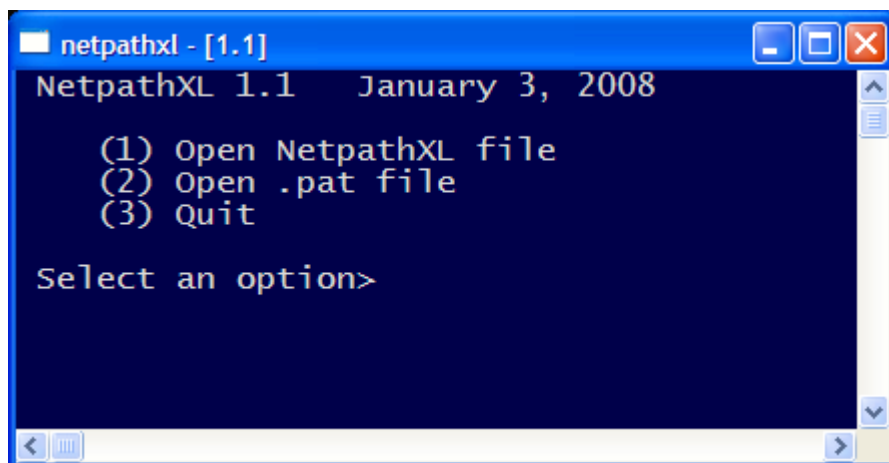 netpathxl - [1.1]
NetpathXL 1.1 January 3, 2008
(1) Open NetpathXL file
(2) Open .pat file
(3) Quit
Select an option>